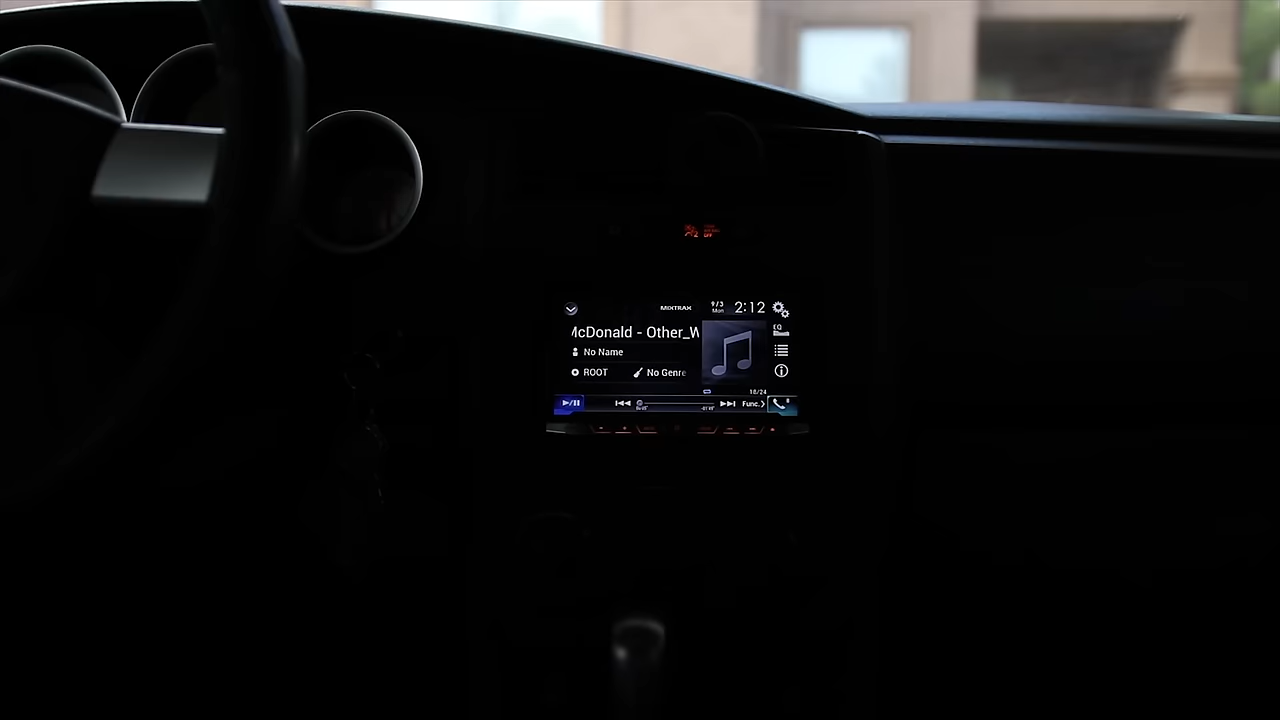 MIXTRAX
9/3
Mon
2:12
McDonald - Other_W
EQ
No Name
ROOT
No Genre
18/24
Func.